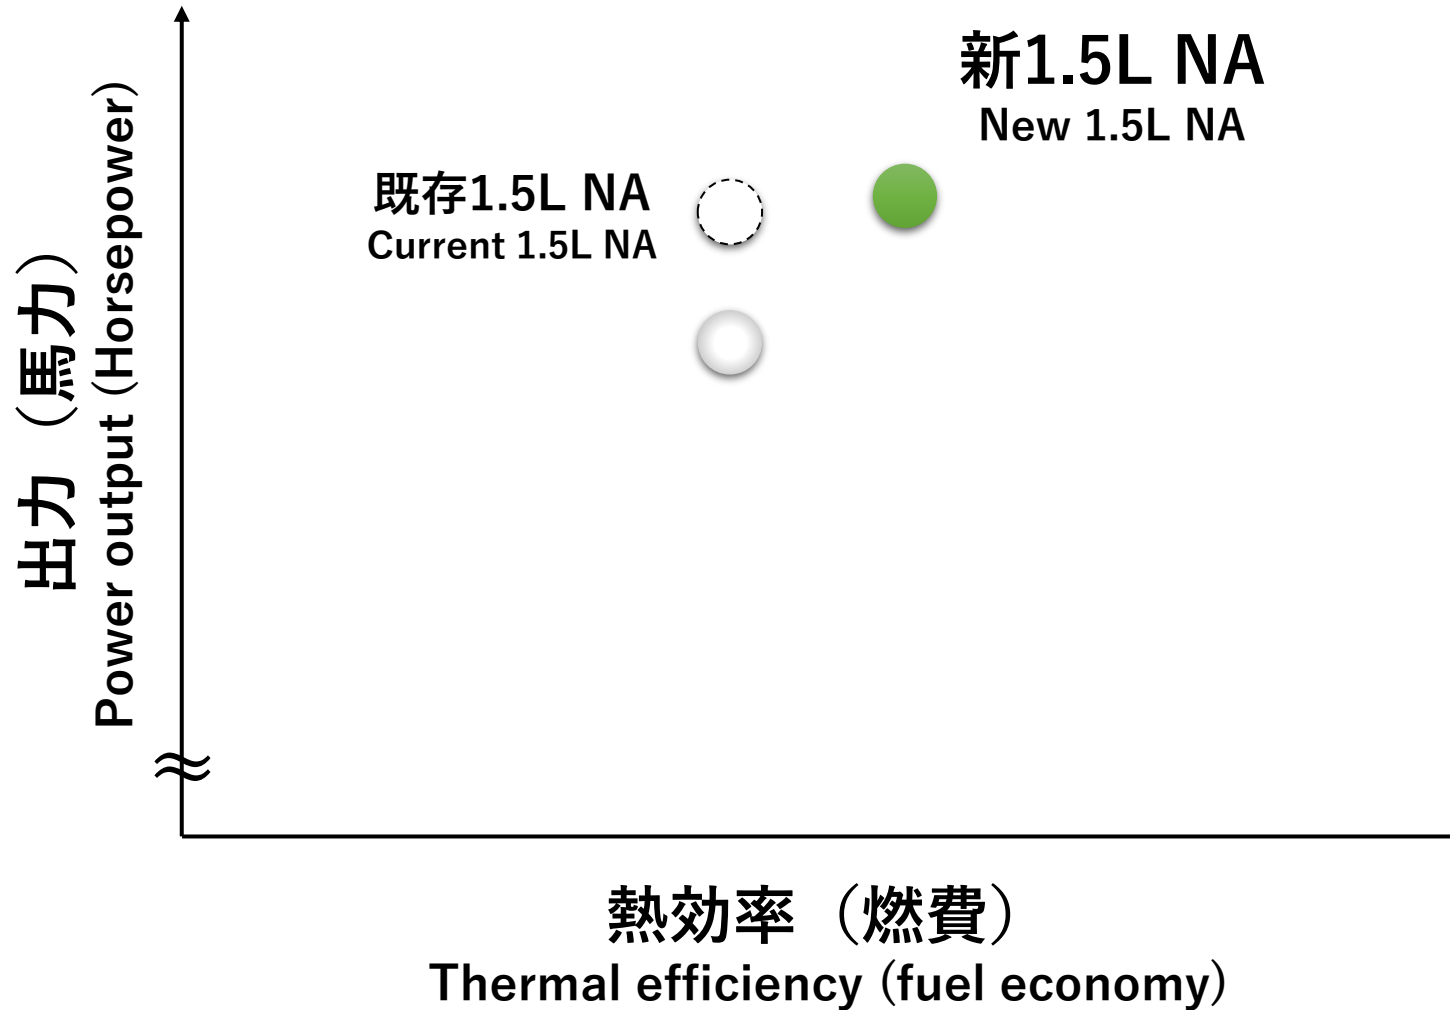 新1.5L NA
New 1.5L NA
既存1.5L NA
Current 1.5L NA
出力（馬力）
Power output (Horsepower)
熱効率（燃費）
Thermal efficiency (fuel economy)